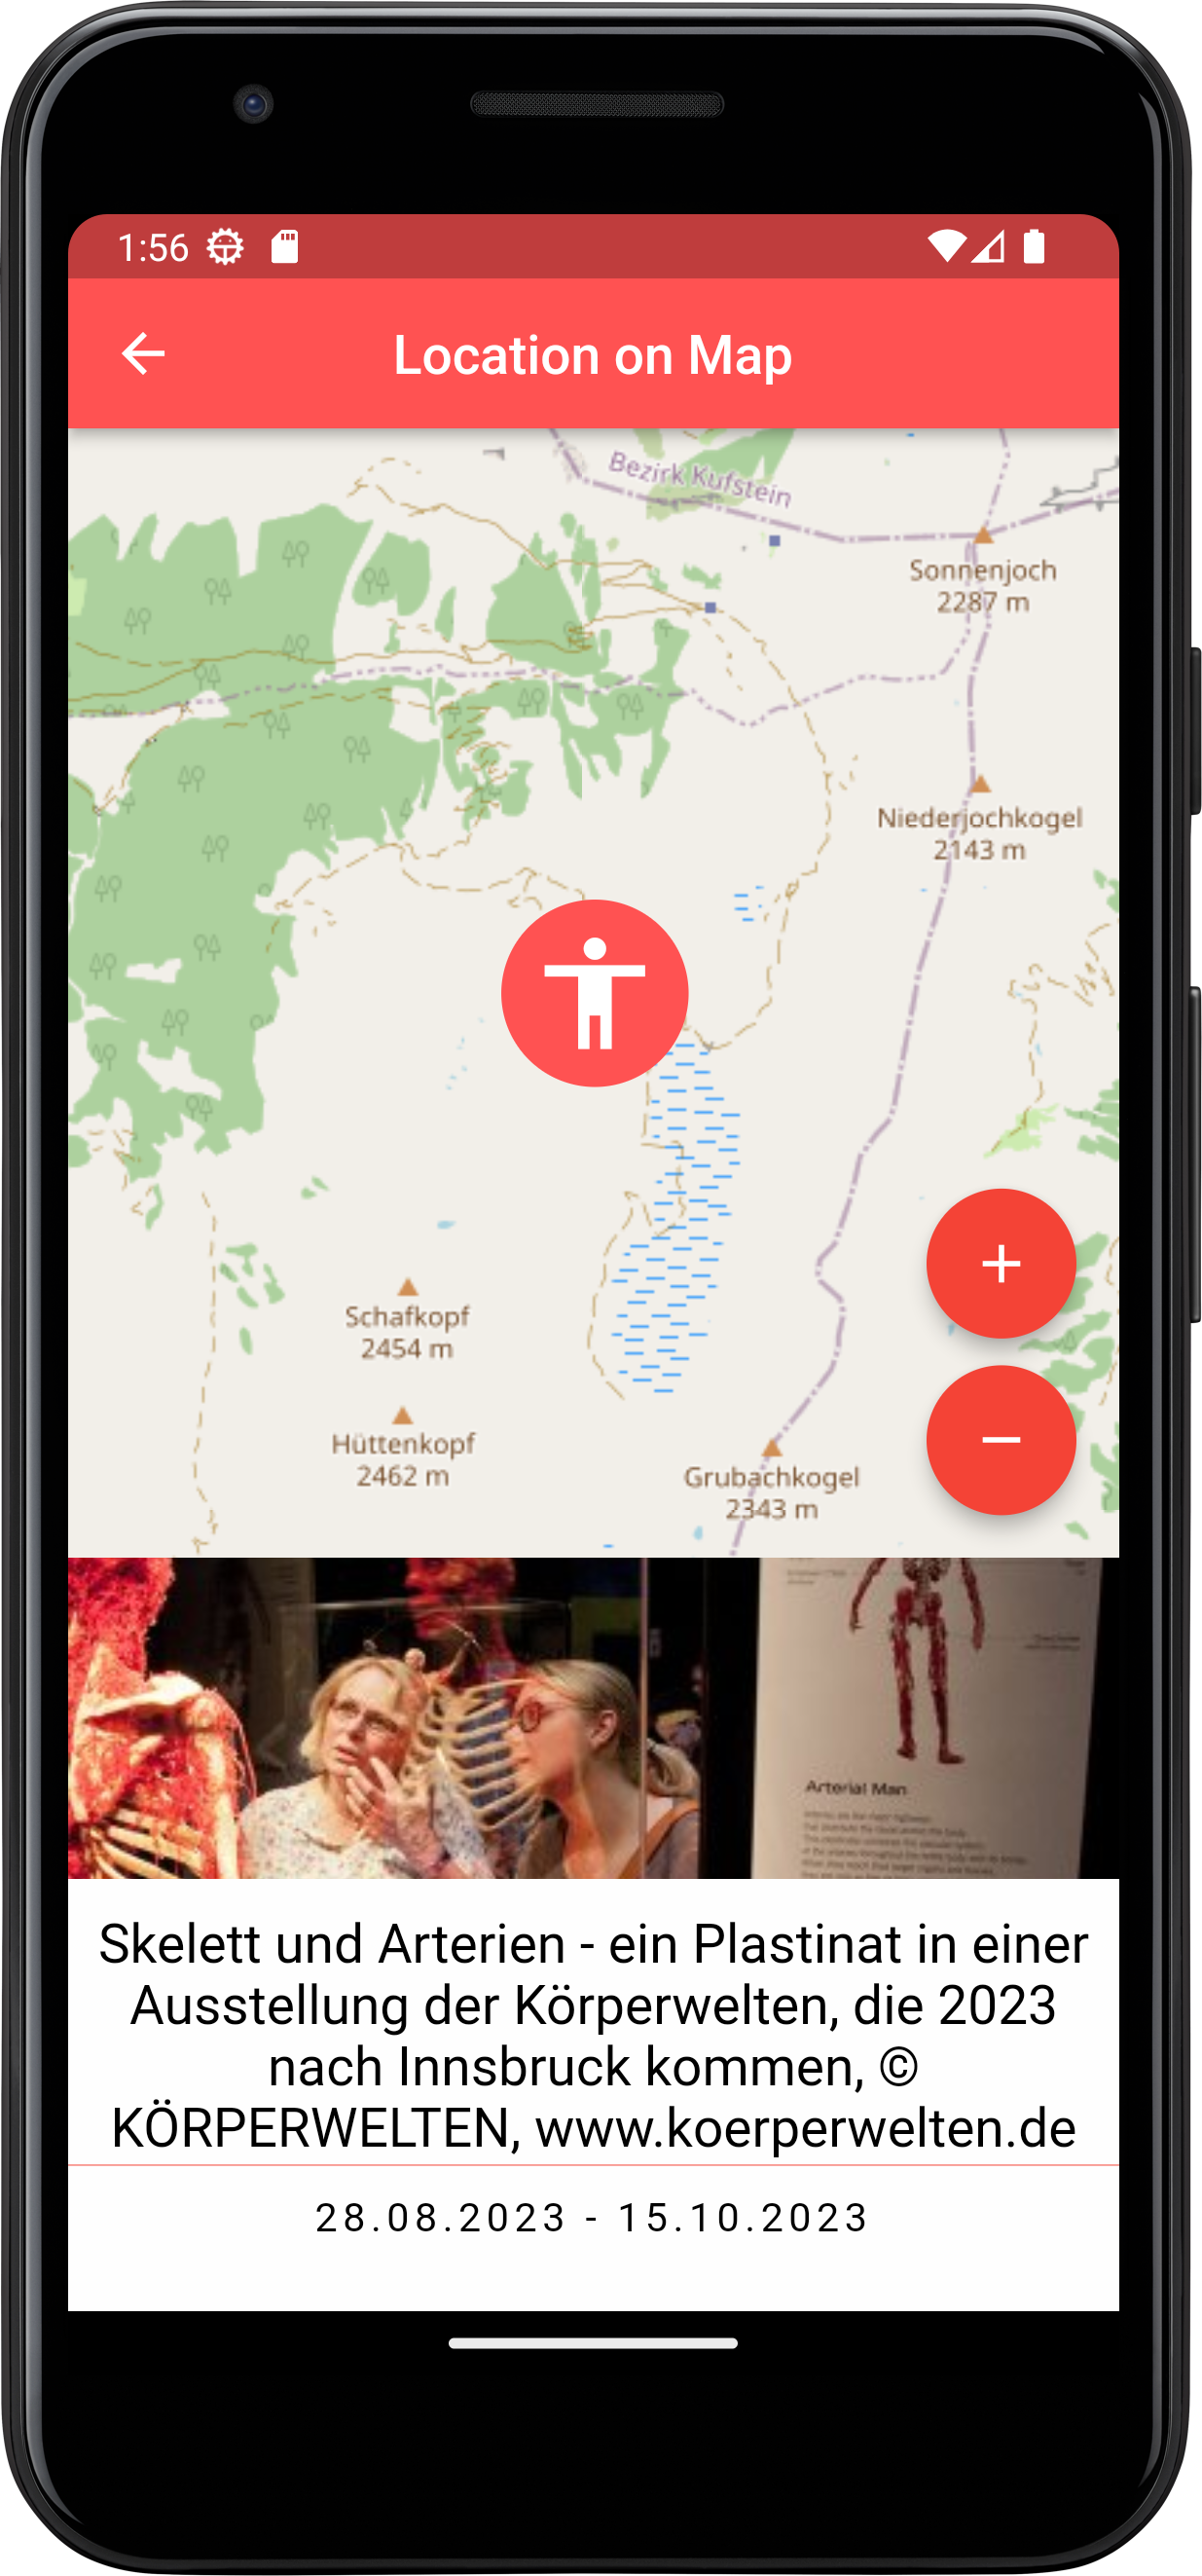 1:56
Location on Map
Bezirk Kufstein
Sonnenjoch
2287 m
Niederjochkogel
2143 m
Schafkopf
2454 m
Hüttenkopf
2462 m
Grubachkogel
2343 m
Arterial Man
Skelett und Arterien - ein Plastinat in einer
Ausstellung der Körperwelten, die 2023
nach Innsbruck kommen, ©
KÖRPERWELTEN, www.koerperwelten.de
28.08.2023 - 15.10.2023